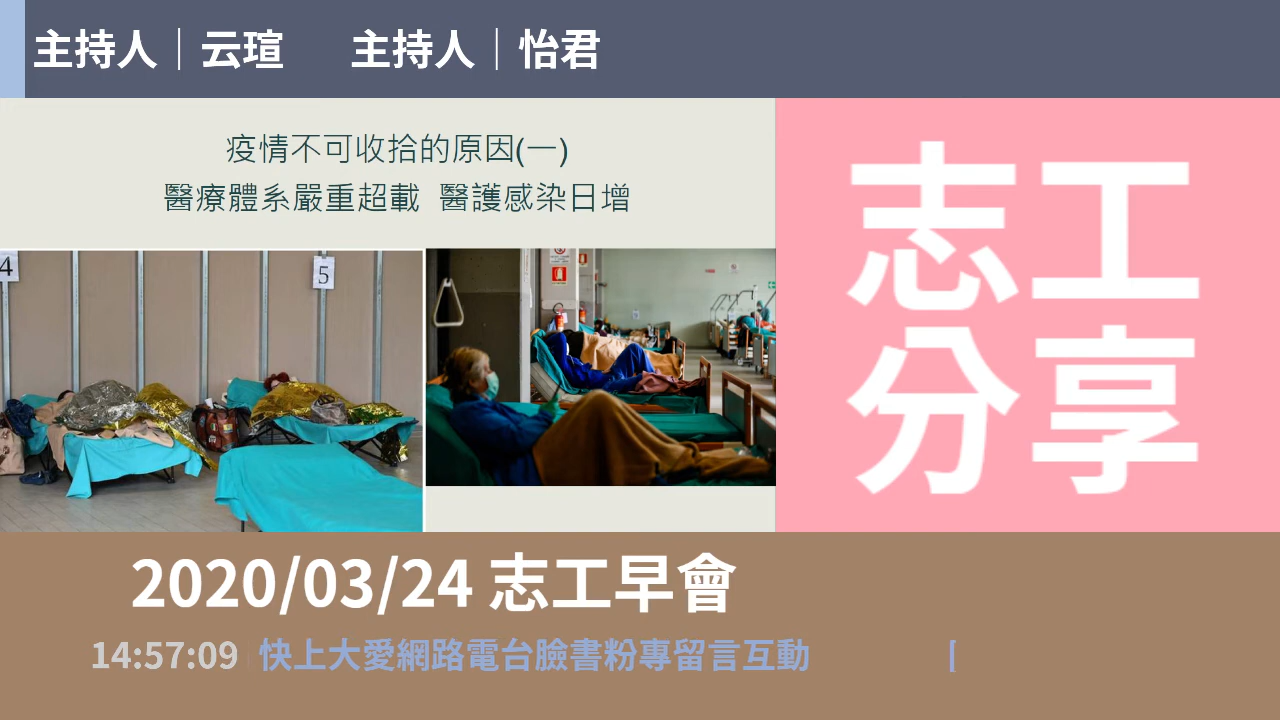 主持人｜云瑄 主持人｜怡君
疫情不可收拾的原因(一)
醫療體系嚴重超載 醫護感染日增
4
5
志工
分享
2020/03/24 志工早會
14:57:09 快上大愛網路電台臉書粉專留言互動 [